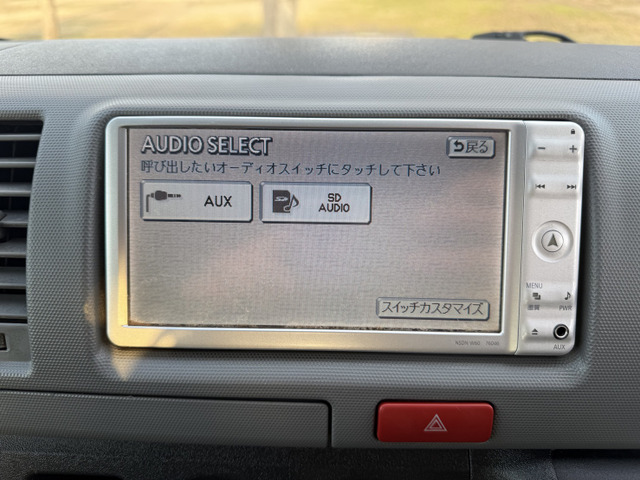 AUDIO SELECT
戻る
呼び出したいオーディオスイッチにタッチして下さい
AUX
SD
AUDIO
スイッチカスタマイズ
MENU
PWR
AUX